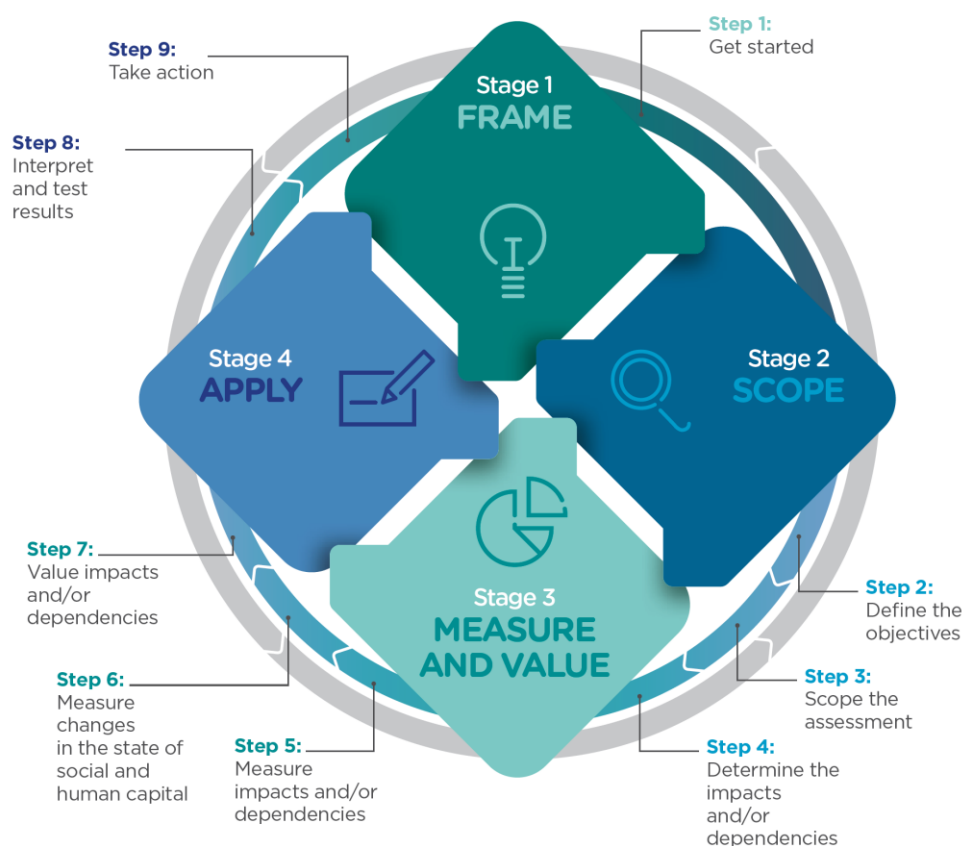 Stage 1
FRAME
Step 1:
Get started
Stage 2
SCOPE
Step 2:
Define the
objectives
Step 3:
Scope the
assessment
Step 4:
Determine the
impacts
and/or
dependencies
Stage 3
MEASURE
AND VALUE
Step 5:
Measure
impacts and/or
dependencies
Step 6:
Measure
changes
in the state of
social and
human capital
Step 7:
Value impacts
and/or
dependencies
Stage 4
APPLY
Step 8:
Interpret
and test
results
Step 9:
Take action